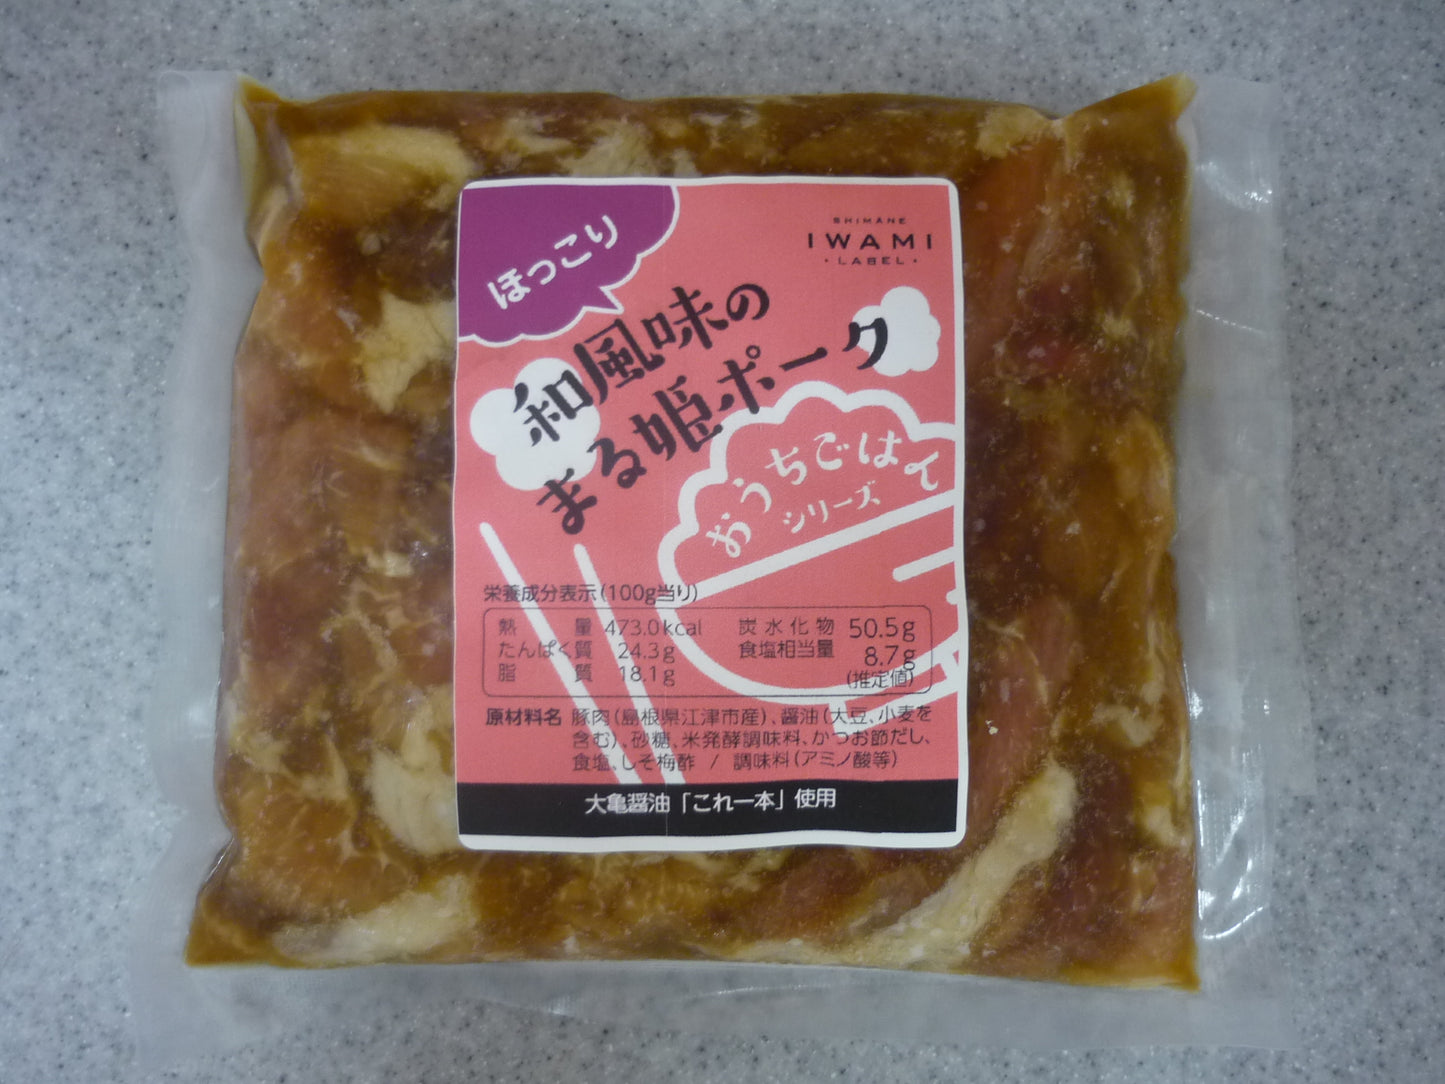 ほっこり
SHIMANE
IWAMI
・LABEL・
和風味の
まる姫ポーク
おうちごはん
シリーズ
栄養成分表示(100g当り)
熱量 473.0kcal 炭水化物 50.5g
たんぱく質 24.3g 食塩相当量 8.7g
脂質 18.1g (推定値)
原材料名 豚肉(島根県江津市産)、醤油(大豆、小麦を
含む)、砂糖、米発酵調味料、かつお節だし、
食塩、しそ梅酢 / 調味料(アミノ酸等)
大亀醤油「これ一本」使用